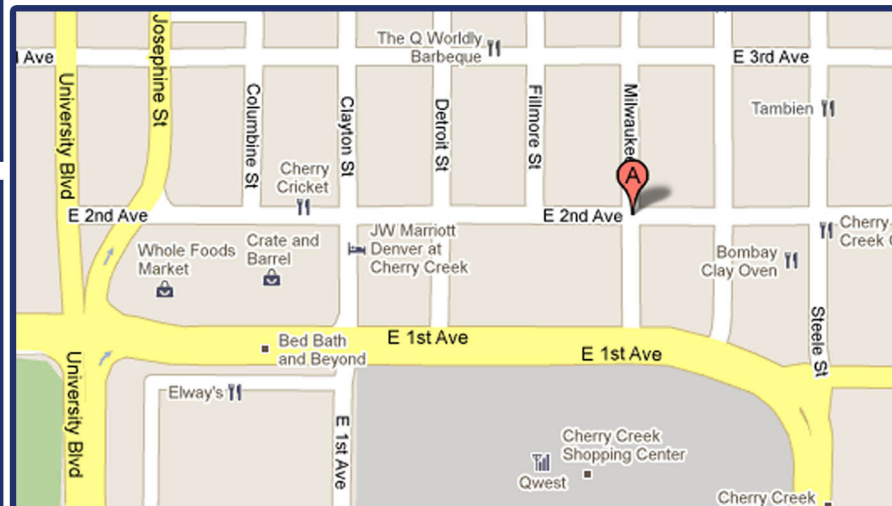 Ave
University Blvd
Josephine St
Columbine St
Clayton St
The Q Worldly
Barbeque
Detroit St
Fillmore St
E 3rd Ave
Tambien
A
Cherry
Cricket
E 2nd Ave
E 2nd Ave
Whole Foods
Market
Crate and
Barrel
JW Marriott
Denver at
Cherry Creek
Bombay
Clay Oven
Cherry
Creek
Steele St
E 1st Ave
E 1st Ave
Bed Bath
and Beyond
University Blvd
Elway's
E 1st Ave
Cherry Creek
Shopping Center
Qwest
Cherry Creek